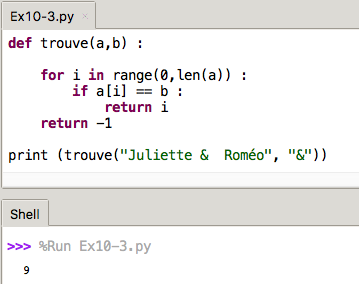 Ex10-3.py ×
def trouve(a,b) :
    for i in range(0,len(a)) :
        if a[i] == b :
            return i
    return -1
print (trouve("Juliette &  Roméo", "&"))
Shell
>>> %Run Ex10-3.py
9